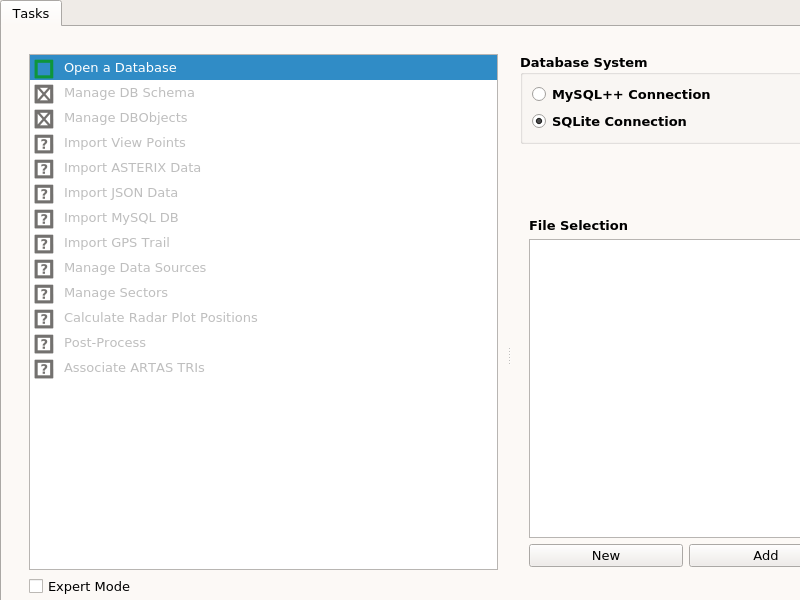 Tasks
Open a Database
Manage DB Schema
Manage DBObjects
Import View Points
Import ASTERIX Data
Import JSON Data
Import MySQL DB
Import GPS Trail
Manage Data Sources
Manage Sectors
Calculate Radar Plot Positions
Post-Process
Associate ARTAS TRIs
Expert Mode
Database System
MySQL++ Connection
SQLite Connection
File Selection
New
Add